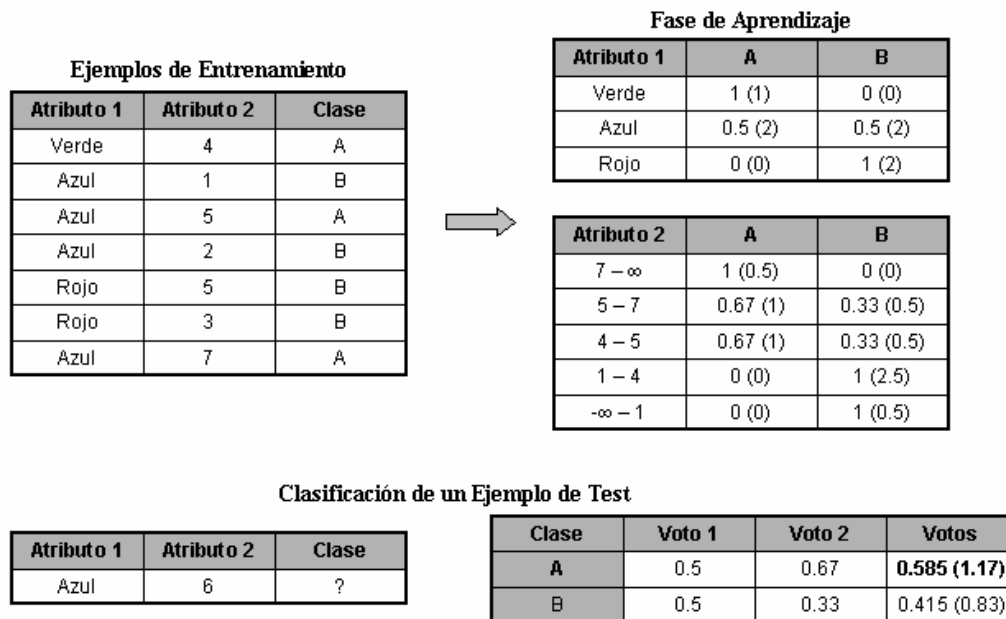 Ejemplos de Entrenamiento
Atributo 1 Atributo 2 Clase
Verde 4 A
Azul 1 B
Azul 5 A
Azul 2 B
Rojo 5 B
Rojo 3 B
Azul 7 A
Fase de Aprendizaje
Atributo 1 A B
Verde 1 (1) 0 (0)
Azul 0.5 (2) 0.5 (2)
Rojo 0 (0) 1 (2)
Atributo 2 A B
7 – ∞ 1 (0.5) 0 (0)
5 – 7 0.67 (1) 0.33 (0.5)
4 – 5 0.67 (1) 0.33 (0.5)
1 – 4 0 (0) 1 (2.5)
-∞ – 1 0 (0) 1 (0.5)
Clasificación de un Ejemplo de Test
Atributo 1 Atributo 2 Clase
Azul 6 ?
Clase Voto 1 Voto 2 Votos
A 0.5 0.67 0.585 (1.17)
B 0.5 0.33 0.415 (0.83)